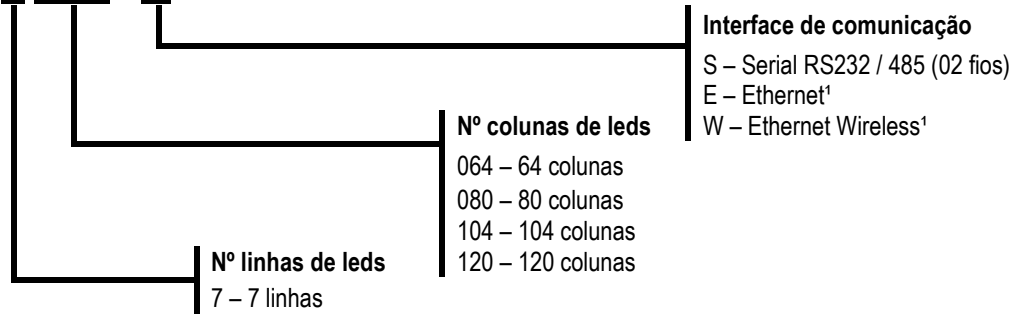 Interface de comunicação
S – Serial RS232 / 485 (02 fios)
E – Ethernet¹
W – Ethernet Wireless¹
Nº colunas de leds
064 – 64 colunas
080 – 80 colunas
104 – 104 colunas
120 – 120 colunas
Nº linhas de leds
7 – 7 linhas